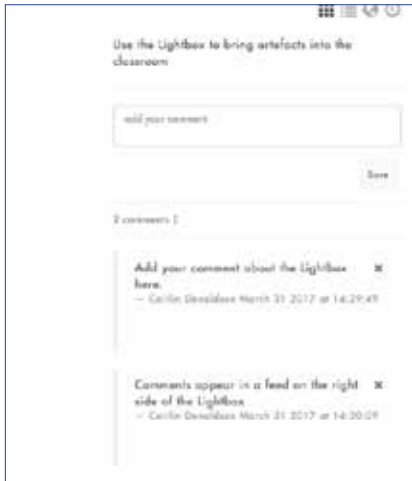 Use the Lightbox to bring artefacts into the
classroom
add your comment
Save
2 comments
Add your comment about the Lightbox
here.
— Caitlin Donaldson March 31 2017 at 14:29:49
Comments appear in a feed on the right
side of the Lightbox
— Caitlin Donaldson March 31 2017 at 14:30:09